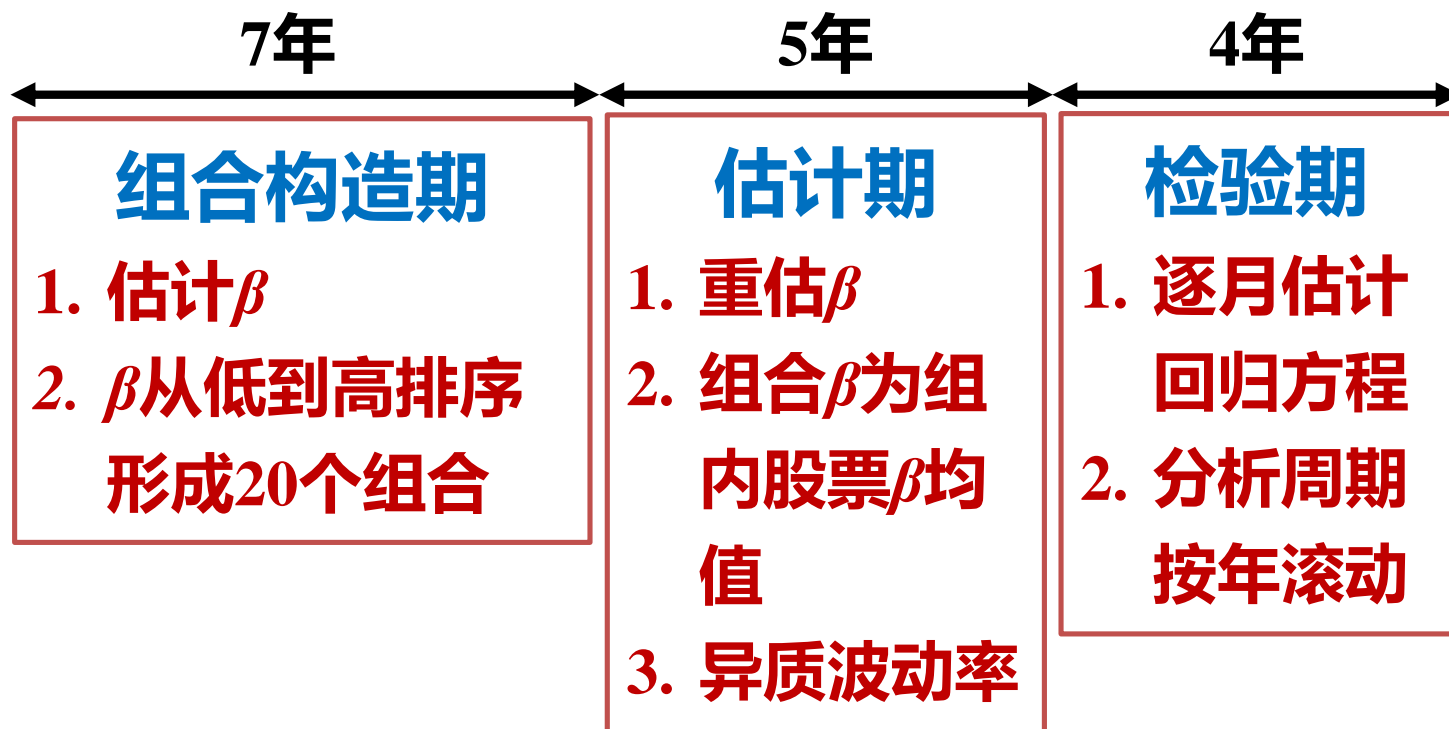 7年
5年
4年
组合构造期
1. 估计β
2. β从低到高排序
形成20个组合
估计期
1. 重估β
2. 组合β为组
内股票β均
值
3. 异质波动率
检验期
1. 逐月估计
回归方程
2. 分析周期
按年滚动